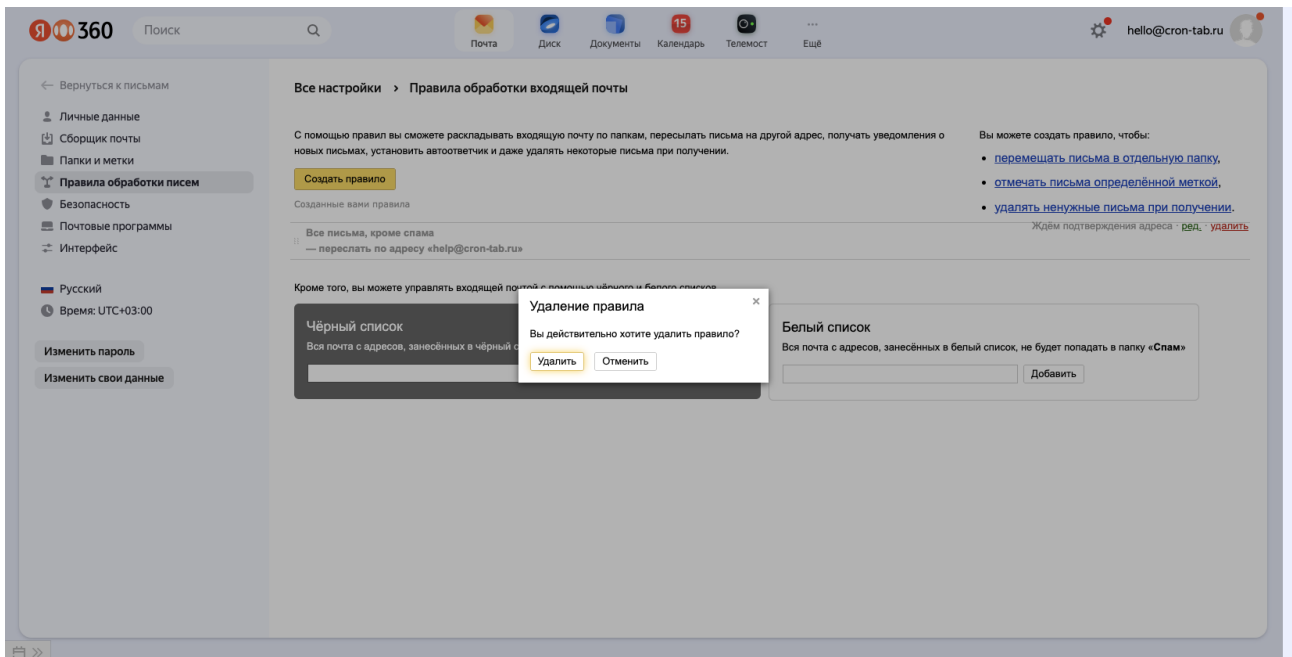 Я 360
Поиск
Почта
Диск
Документы
15
Календарь
Телемост
Ещё
hello@cron-tab.ru
Вернуться к письмам
Личные данные
Сборщик почты
Папки и метки
Правила обработки писем
Безопасность
Почтовые программы
Интерфейс
Русский
Время: UTC+03:00
Изменить пароль
Изменить свои данные
Все настройки › Правила обработки входящей почты
С помощью правил вы сможете раскладывать входящую почту по папкам, пересылать письма на другой адрес, получать уведомления о
новых письмах, установить автоответчик и даже удалять некоторые письма при получении.
Создать правило
Созданные вами правила
Вы можете создать правило, чтобы:
• перемещать письма в отдельную папку,
• отмечать письма определённой меткой,
• удалять ненужные письма при получении.
Все письма, кроме спама
— переслать по адресу «help@cron-tab.ru»
Ждём подтверждения адреса · ред. · удалить
Кроме того, вы можете управлять входящей почтой с помощью чёрного и белого списков
Чёрный список
Вся почта с адресов, занесённых в чёрный
Удаление правила
×
Вы действительно хотите удалить правило?
Удалить
Отменить
Белый список
Вся почта с адресов, занесённых в белый список, не будет попадать в папку «Спам»
Добавить